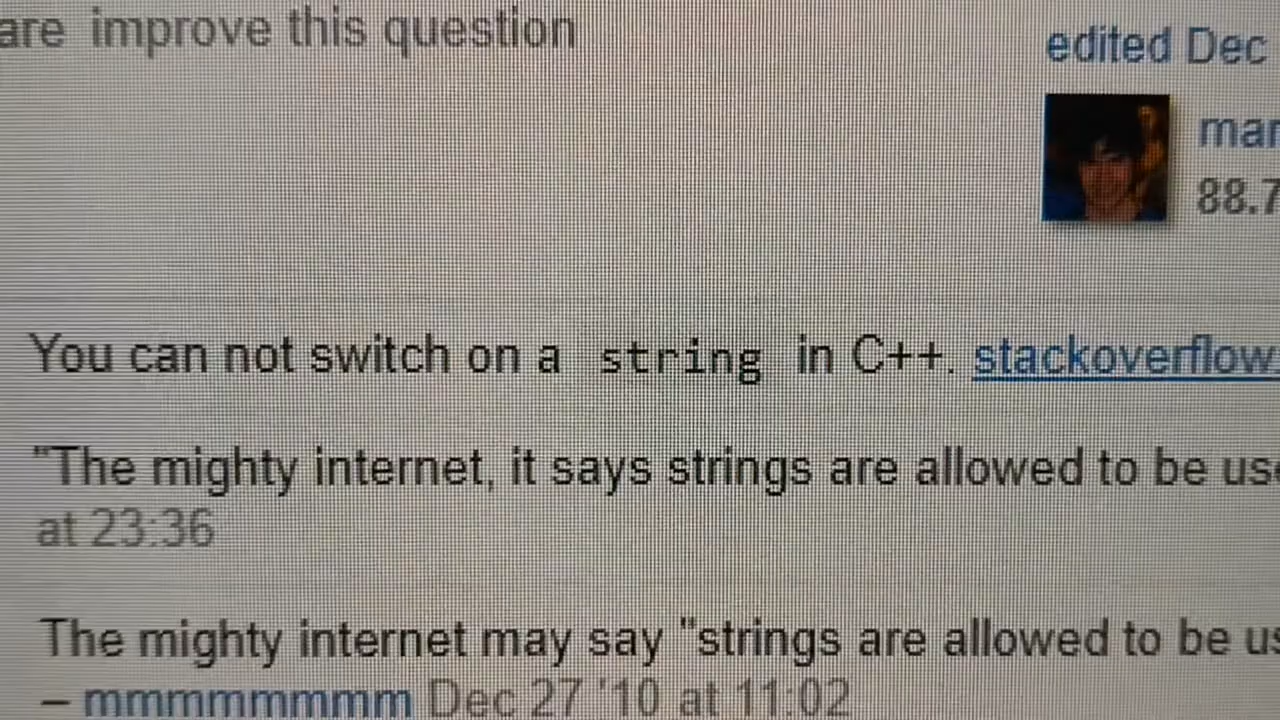 are improve this question
edited Dec
mar
88.7
You can not switch on a string in C++. stackoverflow
"The mighty internet, it says strings are allowed to be use
at 23:36
The mighty internet may say "strings are allowed to be us
– mmmmmmmm Dec 27 '10 at 11:02